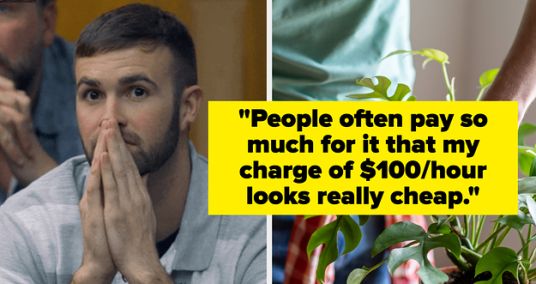 "People often pay so
much for it that my
charge of $100/hour
looks really cheap."